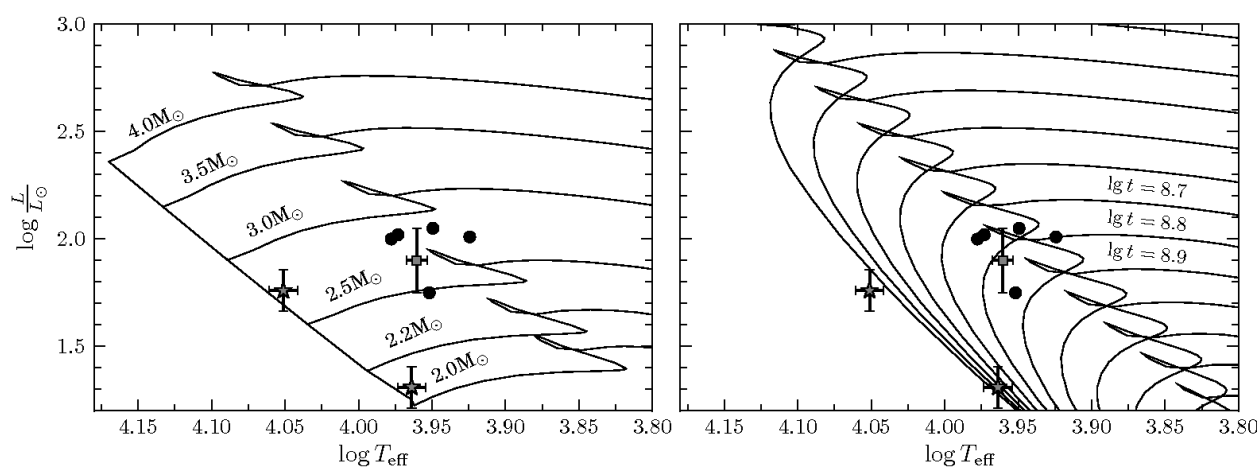 3.0
2.5
2.0
1.5
log L/L⊙
4.0M⊙
3.5M⊙
3.0M⊙
2.5M⊙
2.2M⊙
2.0M⊙
4.15 4.10 4.05 4.00 3.95 3.90 3.85 3.80
log Teff
lg t = 8.7
lg t = 8.8
lg t = 8.9
4.15 4.10 4.05 4.00 3.95 3.90 3.85 3.80
log Teff